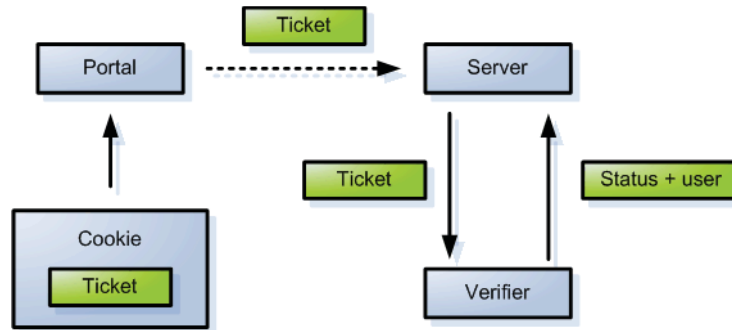 Ticket
Portal
Server
Ticket
Status + user
Cookie
Ticket
Verifier